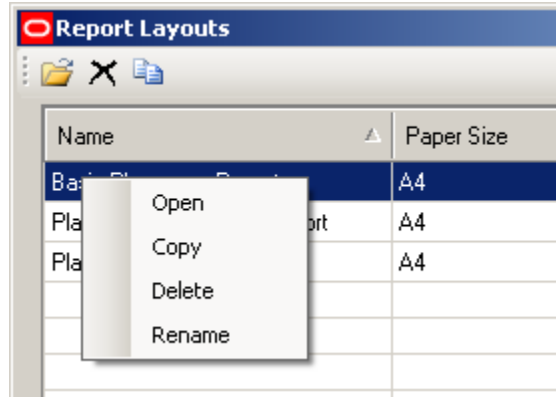 Report Layouts
Name Paper Size
A4
Open
A4
Copy
A4
Delete
Rename